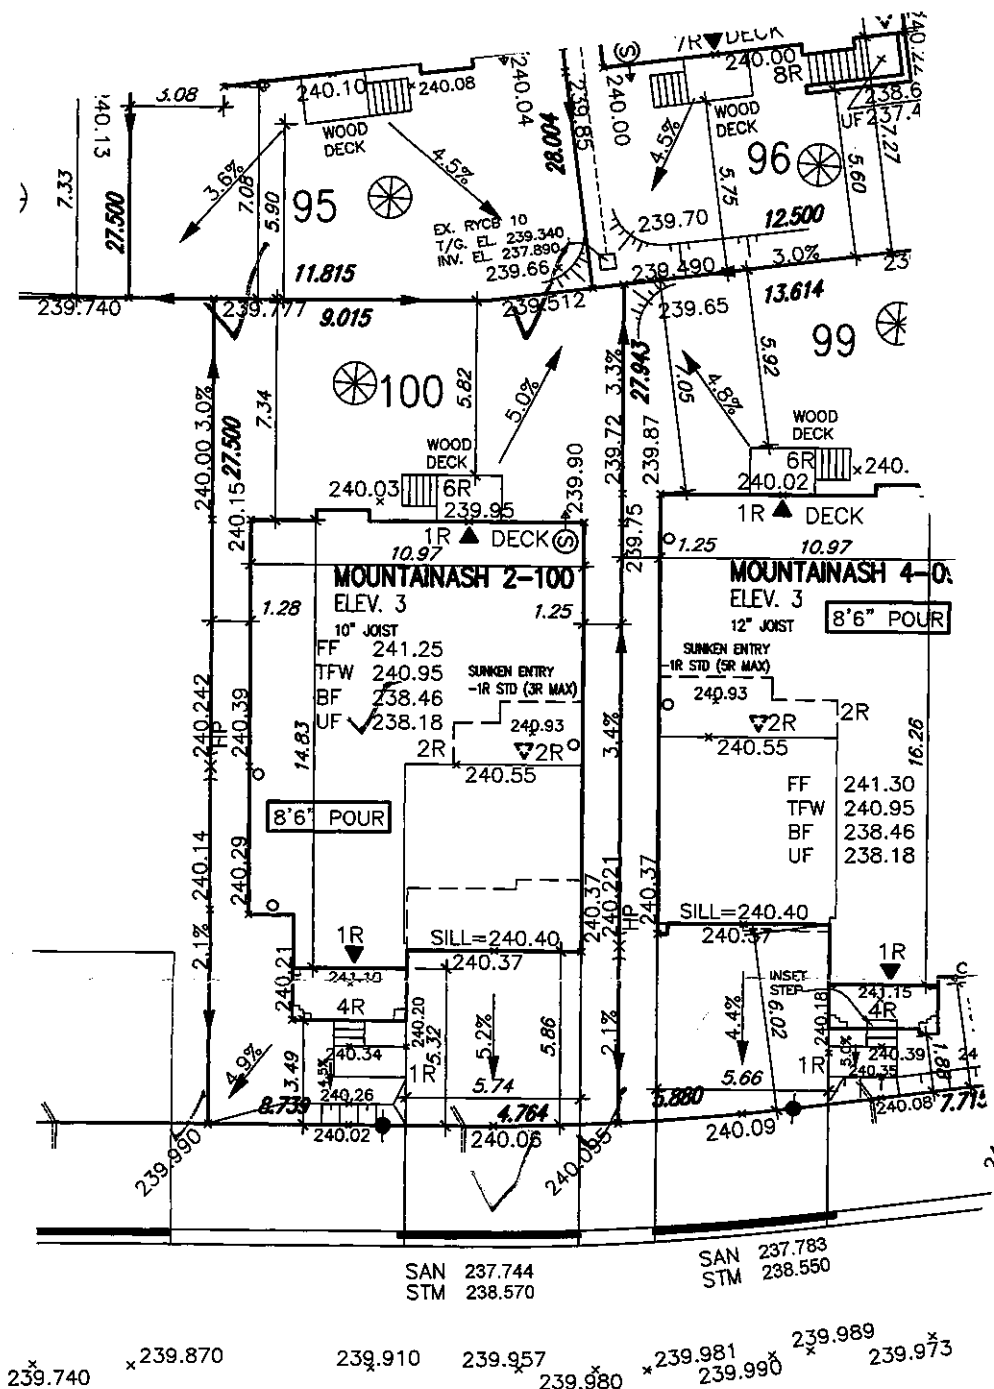 7R DECK
240.00
8R
240.22
3.08
240.10
240.08
240.04
239.85
240.00
WOOD
DECK
WOOD
DECK
UF237.4
240.13
7.33
27.500
3.6%
7.08
5.90
95
4.5%
28.004
4.5%
96
5.75
5.60
7.27
EX. RYCB 10
T/G. EL 239.340
INV. EL 237.890
239.66
239.70
12.500
11.815
239.490
3.0%
239.740
239.777
9.015
239.512
239.65
13.614
99
100
7.34
5.82
5.0%
3.3%
27.943
7.05
4.8%
5.92
240.00 3.0%
27.500
WOOD
DECK
WOOD
DECK
239.72
239.87
240.15
240.03
6R
239.95
239.90
6R
240.02
240.
1R
DECK
S
239.75
1R
DECK
10.97
1.25
10.97
MOUNTAINASH 2-100
ELEV. 3
10" JOIST
MOUNTAINASH 4-0
ELEV. 3
12" JOIST
8'6" POUR
1.28
1.25
FF 241.25
TFW 240.95
BF 238.46
UF 238.18
SUNKEN ENTRY
-1R STD (3R MAX)
SUNKEN ENTRY
-1R STD (5R MAX)
240.93
240.93
240.242
HP
240.39
14.83
2R
2R
240.55
3.4%
2R
2R
240.55
16.26
FF 241.30
TFW 240.95
BF 238.46
UF 238.18
8'6" POUR
240.14
240.29
240.37
240.221
HP
240.37
2.1%
1R
SILL=240.40
240.37
SILL=240.40
240.37
1R
240.21
241.10
INSET
STEP
241.15
4R
240.20
4R
240.18
4.9%
3.49
240.34
5.32
5.2%
5.86
2.1%
4.4%
6.02
1R
240.39
240.35
1.88
24
1R
240.26
5.74
5.66
8.739
4.764
5.880
7.715
240.02
240.06
240.09
240.08
239.990
240.095
SAN 237.744
STM 238.570
SAN 237.783
STM 238.550
239.740
239.870
239.910
239.957
239.980
239.981
239.990
239.989
239.973